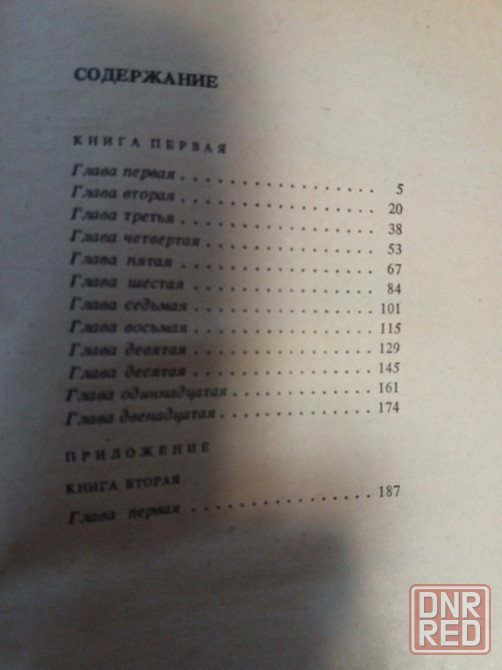 СОДЕРЖАНИЕ
КНИГА ПЕРВАЯ
Глава первая . . . . . . . . . . . . . . . . . 5
Глава вторая . . . . . . . . . . . . . . . . . 20
Глава третья . . . . . . . . . . . . . . . . . 38
Глава четвертая . . . . . . . . . . . . . . . 53
Глава пятая . . . . . . . . . . . . . . . . . 67
Глава шестая . . . . . . . . . . . . . . . . 84
Глава седьмая . . . . . . . . . . . . . . . . 101
Глава восьмая . . . . . . . . . . . . . . . . 115
Глава девятая . . . . . . . . . . . . . . . . 129
Глава десятая . . . . . . . . . . . . . . . . 145
Глава одиннадцатая . . . . . . . . . . . . . 161
Глава двенадцатая . . . . . . . . . . . . . . 174
ПРИЛОЖЕНИЕ
КНИГА ВТОРАЯ
Глава первая . . . . . . . . . . . . . . . . 187
DNR
RED